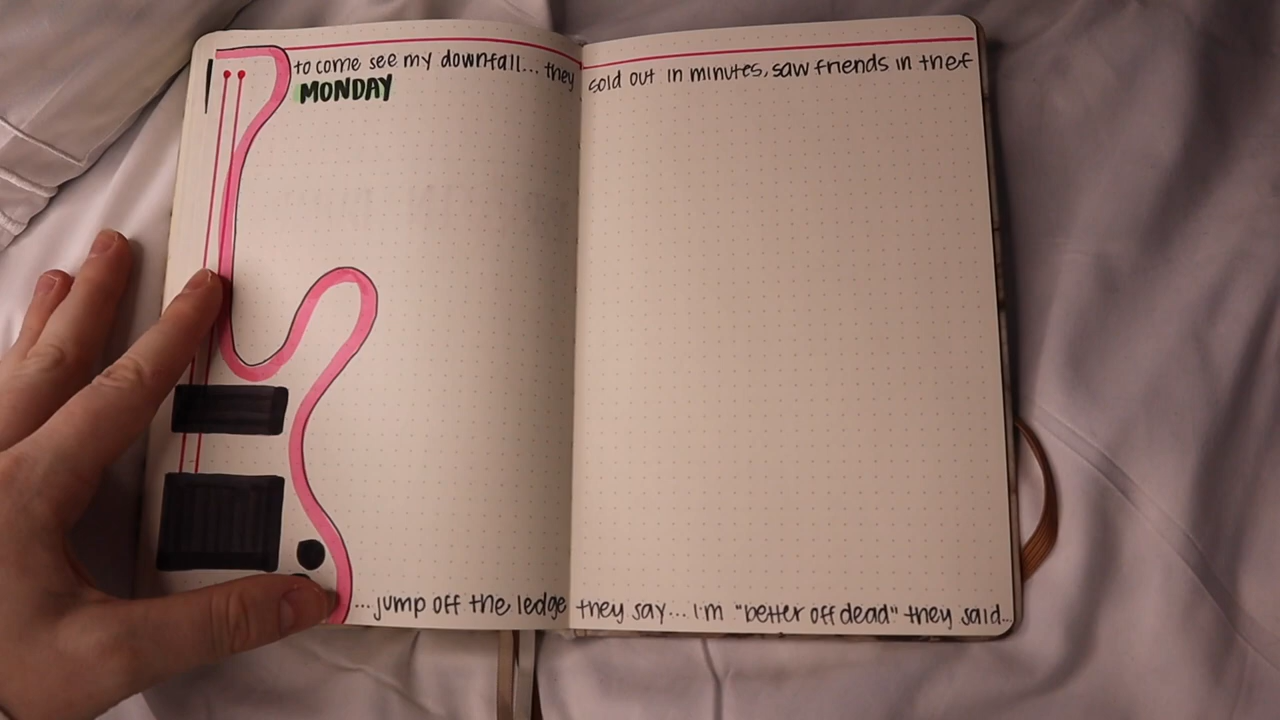 to come see my downfall... they sold out in minutes, saw friends in the f
MONDAY
...jump off the ledge they say... I'm "better off dead" they said...